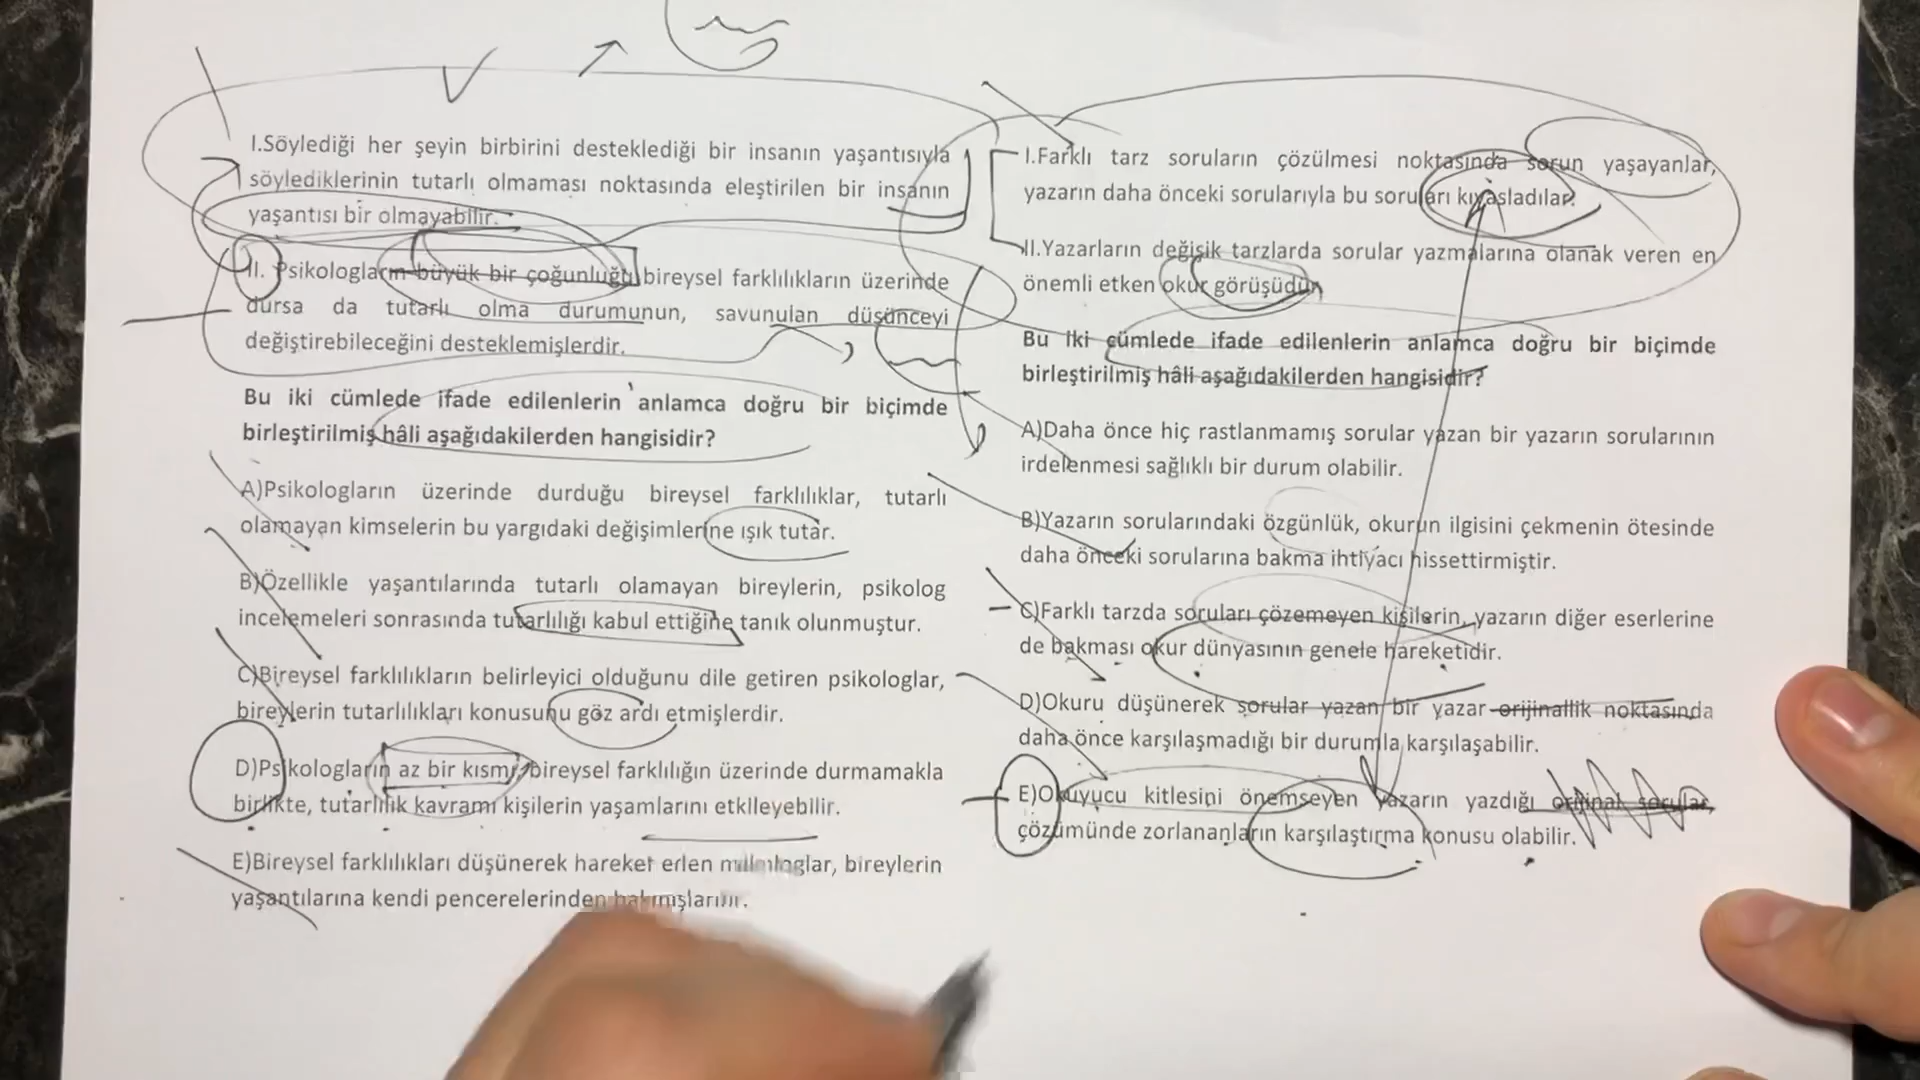 I.Söylediği her şeyin birbirini desteklediği bir insanın yaşantısıyla
söylediklerinin tutarlı olmaması noktasında eleştirilen bir insanın
yaşantısı bir olmayabilir.
II. Psikologların büyük bir çoğunluğu bireysel farklılıkların üzerinde
dursa da tutarlı olma durumunun, savunulan düşünceyi
değiştirebileceğini desteklemişlerdir.
Bu iki cümlede ifade edilenlerin anlamca doğru bir biçimde
birleştirilmiş hâli aşağıdakilerden hangisidir?
A)Psikologların üzerinde durduğu bireysel farklılıklar, tutarlı
olamayan kimselerin bu yargıdaki değişimlerine ışık tutar.
B)Özellikle yaşantılarında tutarlı olamayan bireylerin, psikolog
incelemeleri sonrasında tutarlılığı kabul ettiğine tanık olunmuştur.
C)Bireysel farklılıkların belirleyici olduğunu dile getiren psikologlar,
bireylerin tutarlılıkları konusunu göz ardı etmişlerdir.
D)Psikologların az bir kısmı, bireysel farklılığın üzerinde durmamakla
birlikte, tutarlılık kavramı kişilerin yaşamlarını etkileyebilir.
E)Bireysel farklılıkları düşünerek hareket bireylerin
yaşantılarına kendi pencerelerinden
I.Farklı tarz soruların çözülmesi noktasında sorun yaşayanlar,
yazarın daha önceki sorularıyla bu soruları kıyasladılar.
II.Yazarların değişik tarzlarda sorular yazmalarına olanak veren en
önemli etken okur görüşüdür.
Bu iki cümlede ifade edilenlerin anlamca doğru bir biçimde
birleştirilmiş hâli aşağıdakilerden hangisidir?
A)Daha önce hiç rastlanmamış sorular yazan bir yazarın sorularının
irdelenmesi sağlıklı bir durum olabilir.
B)Yazarın sorularındaki özgünlük, okurun ilgisini çekmenin ötesinde
daha önceki sorularına bakma ihtiyacı hissettirmiştir.
C)Farklı tarzda soruları çözemeyen kişilerin, yazarın diğer eserlerine
de bakması okur dünyasının genele hareketidir.
D)Okuru düşünerek sorular yazan bir yazar orijinallik noktasında
daha önce karşılaşmadığı bir durumla karşılaşabilir.
E)Okuyucu kitlesini önemseyen yazarın yazdığı orijinal sorular,
çözümünde zorlananların karşılaştırma konusu olabilir.